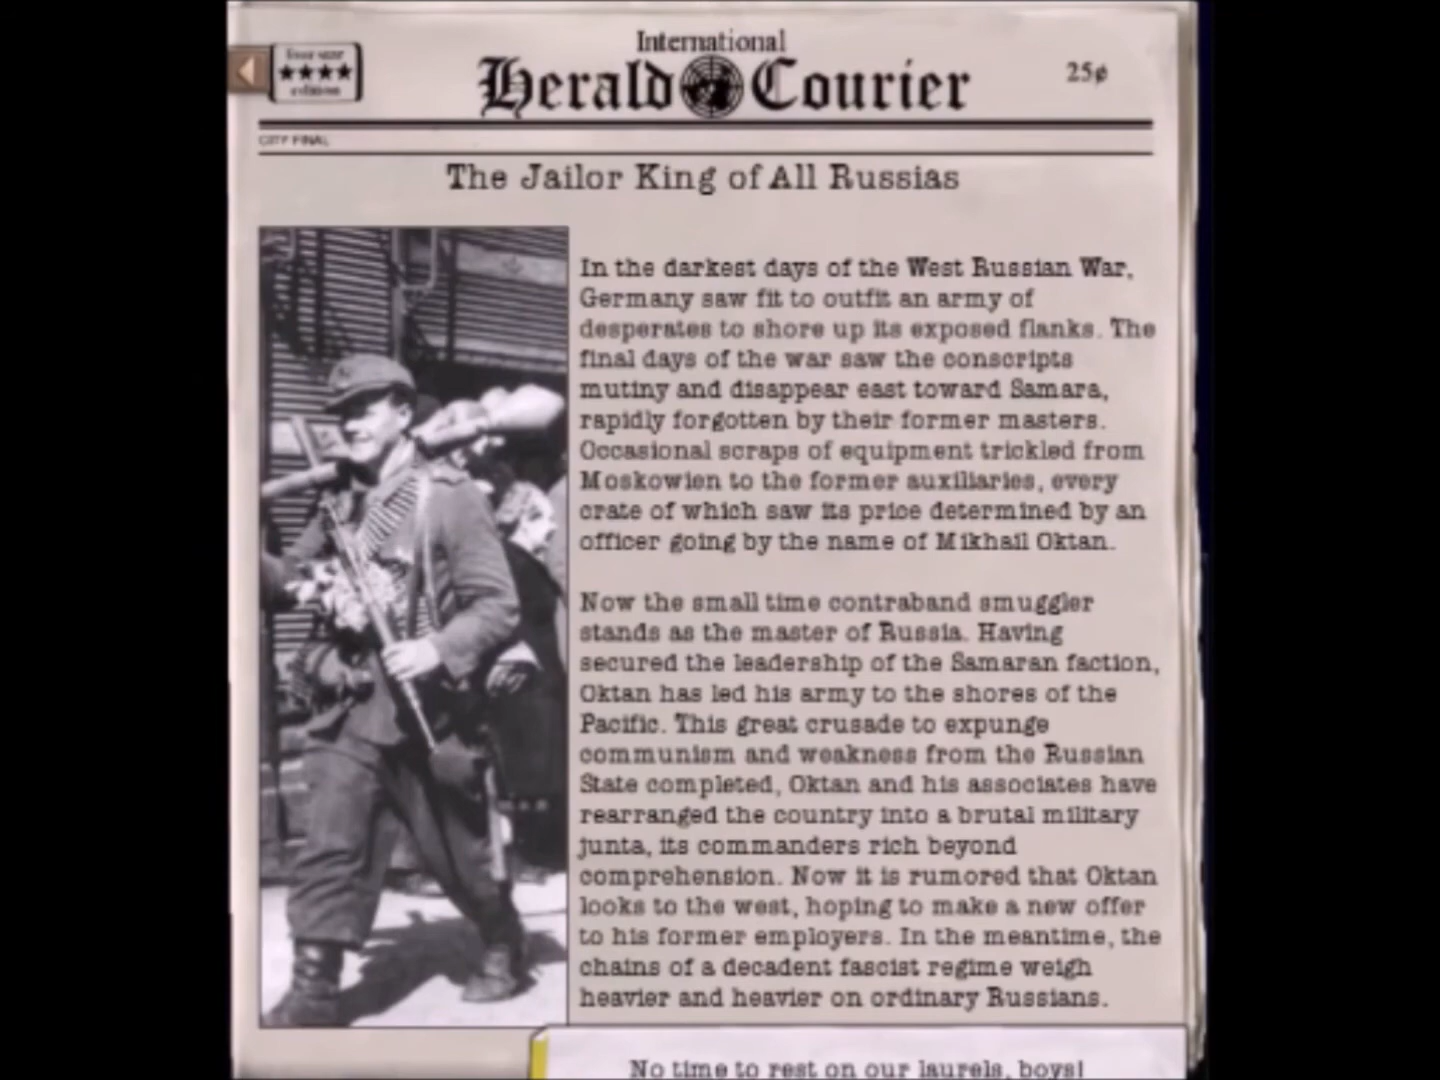 four star
★★★★
edition
International
Herald Courier
25¢
CITY FINAL
The Jailor King of All Russias
In the darkest days of the West Russian War,
Germany saw fit to outfit an army of
desperates to shore up its exposed flanks. The
final days of the war saw the conscripts
mutiny and disappear east toward Samara,
rapidly forgotten by their former masters.
Occasional scraps of equipment trickled from
Moskowien to the former auxiliaries, every
crate of which saw its price determined by an
officer going by the name of Mikhail Oktan.
Now the small time contraband smuggler
stands as the master of Russia. Having
secured the leadership of the Samaran faction,
Oktan has led his army to the shores of the
Pacific. This great crusade to expunge
communism and weakness from the Russian
State completed, Oktan and his associates have
rearranged the country into a brutal military
junta, its commanders rich beyond
comprehension. Now it is rumored that Oktan
looks to the west, hoping to make a new offer
to his former employers. In the meantime, the
chains of a decadent fascist regime weigh
heavier and heavier on ordinary Russians.
No time to rest on our laurels, boys!